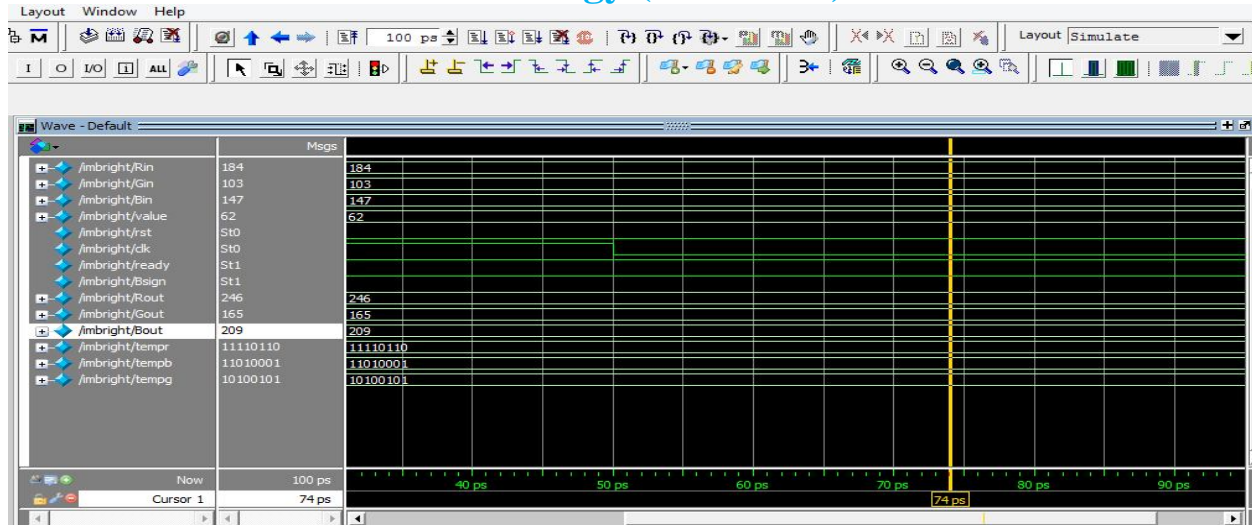 gy (
Layout Window Help
M 100 ps Layout Simulate
I O I/O 1 ALL
Wave - Default
Msgs
/imbright/Rin 184 184
/imbright/Gin 103 103
/imbright/Bin 147 147
/imbright/value 62 62
/imbright/rst St0
/imbright/clk St0
/imbright/ready St1
/imbright/Bsign St1
/imbright/Rout 246 246
/imbright/Gout 165 165
/imbright/Bout 209 209
/imbright/tempr 11110110 11110110
/imbright/tempb 11010001 11010001
/imbright/tempg 10100101 10100101
Now 100 ps 40 ps 50 ps 60 ps 70 ps 80 ps 90 ps
Cursor 1 74 ps 74 ps